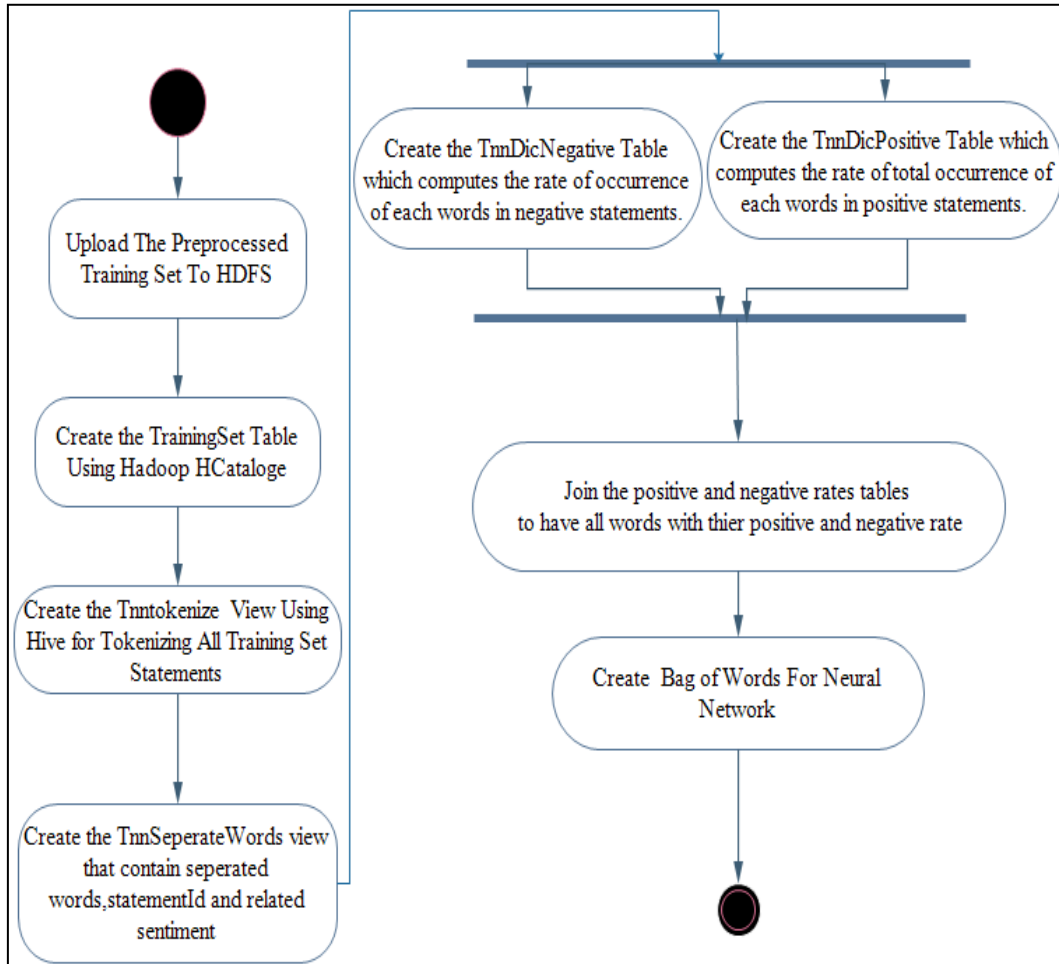 Upload The Preprocessed
Training Set To HDFS
Create the TrainingSet Table
Using Hadoop HCataloge
Create the Tnntokenize View Using
Hive for Tokenizing All Training Set
Statements
Create the TnnSeperateWords view
that contain seperated
words,statementId and related
sentiment
Create the TnnDicNegative Table
which computes the rate of occurrence
of each words in negative statements.
Create the TnnDicPositive Table which
computes the rate of total occurrence of
each words in positive statements.
Join the positive and negative rates tables
to have all words with thier positive and negative rate
Create Bag of Words For Neural
Network